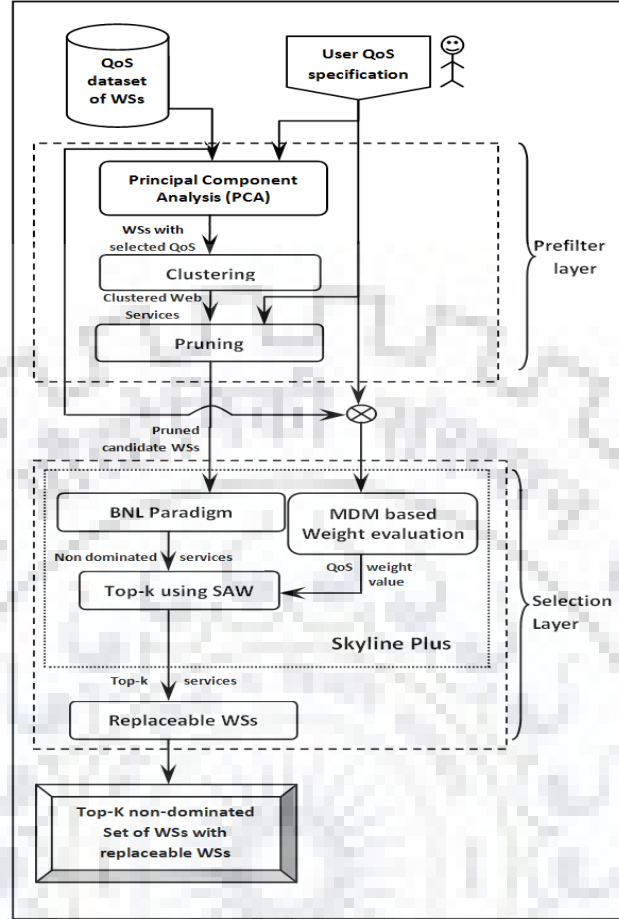 QoS
dataset
of WSs
User QoS
specification
Principal Component
Analysis (PCA)
WSs with
selected QoS
Clustering
Clustered Web
Services
Pruning
Prefilter
layer
Pruned
candidate WSs
BNL Paradigm
MDM based
Weight evaluation
Non dominated services
QoS weight
value
Top-k using SAW
Skyline Plus
Selection
Layer
Top-k services
Replaceable WSs
Top-K non-dominated
Set of WSs with
replaceable WSs